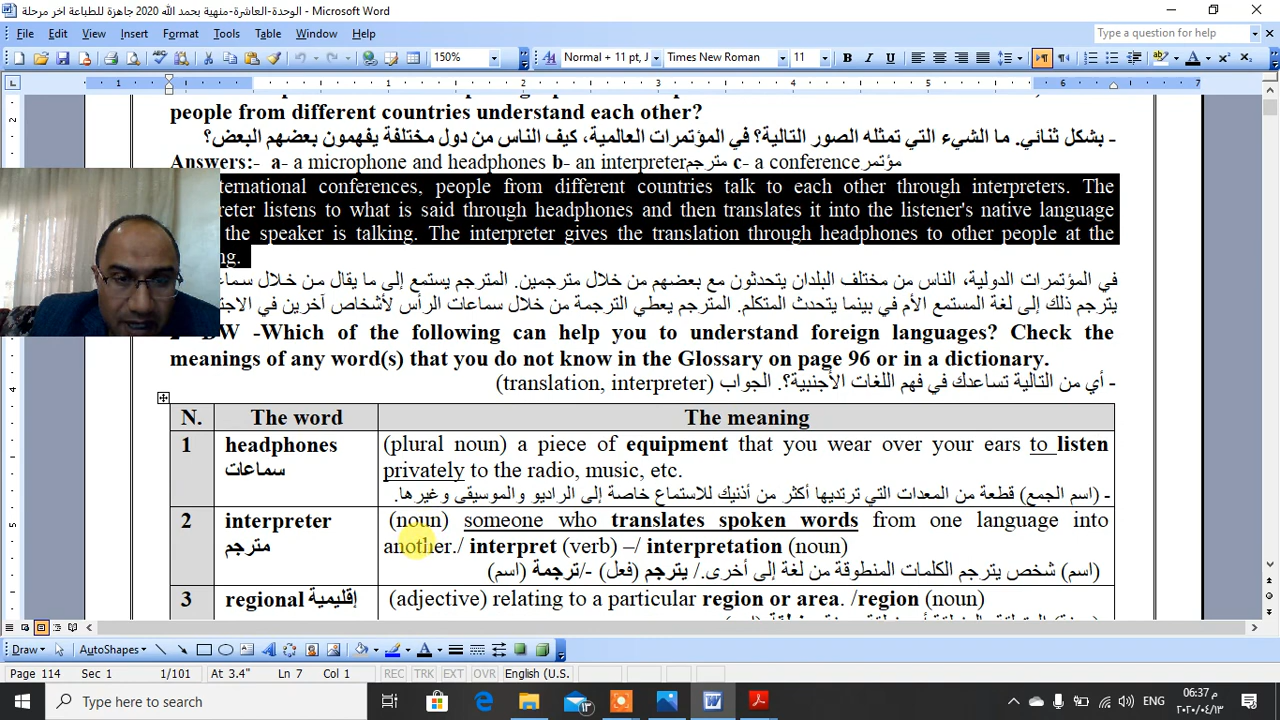 الوحدة-العاشرة-منهية بحمد الله 2020 جاهزة للطباعة اخر مرحلة - Microsoft Word
File Edit View Insert Format Tools Table Window Help
Type a question for help
150% Normal + 11 pt, J Times New Roman 11 B I U
1 1 2 3 4 5 6 7
people from different countries understand each other?
- بشكل ثنائي. ما الشيء التي تمثله الصور التالية؟ في المؤتمرات العالمية، كيف الناس من دول مختلفة يفهمون بعضهم البعض؟
Answers:- a- a microphone and headphones b- an interpreter مترجم c- a conference مؤتمر
ternational conferences, people from different countries talk to each other through interpreters. The
reter listens to what is said through headphones and then translates it into the listener's native language
the speaker is talking. The interpreter gives the translation through headphones to other people at the
ng.
في المؤتمرات الدولية، الناس من مختلف البلدان يتحدثون مع بعضهم من خلال مترجمين. المترجم يستمع إلى ما يقال من خلال
يترجم ذلك إلى لغة المستمع الأم في بينما يتحدث المتكلم. المترجم يعطي الترجمة من خلال سماعات الرأس لأشخاص آخرين في
-Which of the following can help you to understand foreign languages? Check the
meanings of any word(s) that you do not know in the Glossary on page 96 or in a dictionary.
- أي من التالية تساعدك في فهم اللغات الأجنبية؟. الجواب (translation, interpreter)
N. The word The meaning
1 headphones سماعات (plural noun) a piece of equipment that you wear over your ears to listen
privately to the radio, music, etc.
- (اسم الجمع) قطعة من المعدات التي ترتديها أكثر من أذنيك للاستماع خاصة إلى الراديو والموسيقى وغيرها.
2 interpreter مترجم (noun) someone who translates spoken words from one language into
another./ interpret (verb) –/ interpretation (noun)
(اسم) شخص يترجم الكلمات المنطوقة من لغة إلى أخرى./ يترجم (فعل) -/ترجمة (اسم)
3 regional إقليمية (adjective) relating to a particular region or area. /region (noun)
Draw AutoShapes
Page 114 Sec 1 1/101 At 3.4" Ln 7 Col 1 REC TRK EXT OVR English (U.S.
Type here to search ENG م 06:37
٢٠٢٠/٠٤/١٣